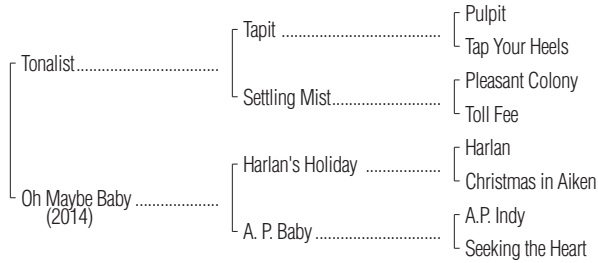 Pulpit
Tapit
Tap Your Heels
Tonalist
Pleasant Colony
Settling Mist
Toll Fee
Harlan
Harlan's Holiday
Christmas in Aiken
Oh Maybe Baby
(2014)
A.P. Indy
A. P. Baby
Seeking the Heart